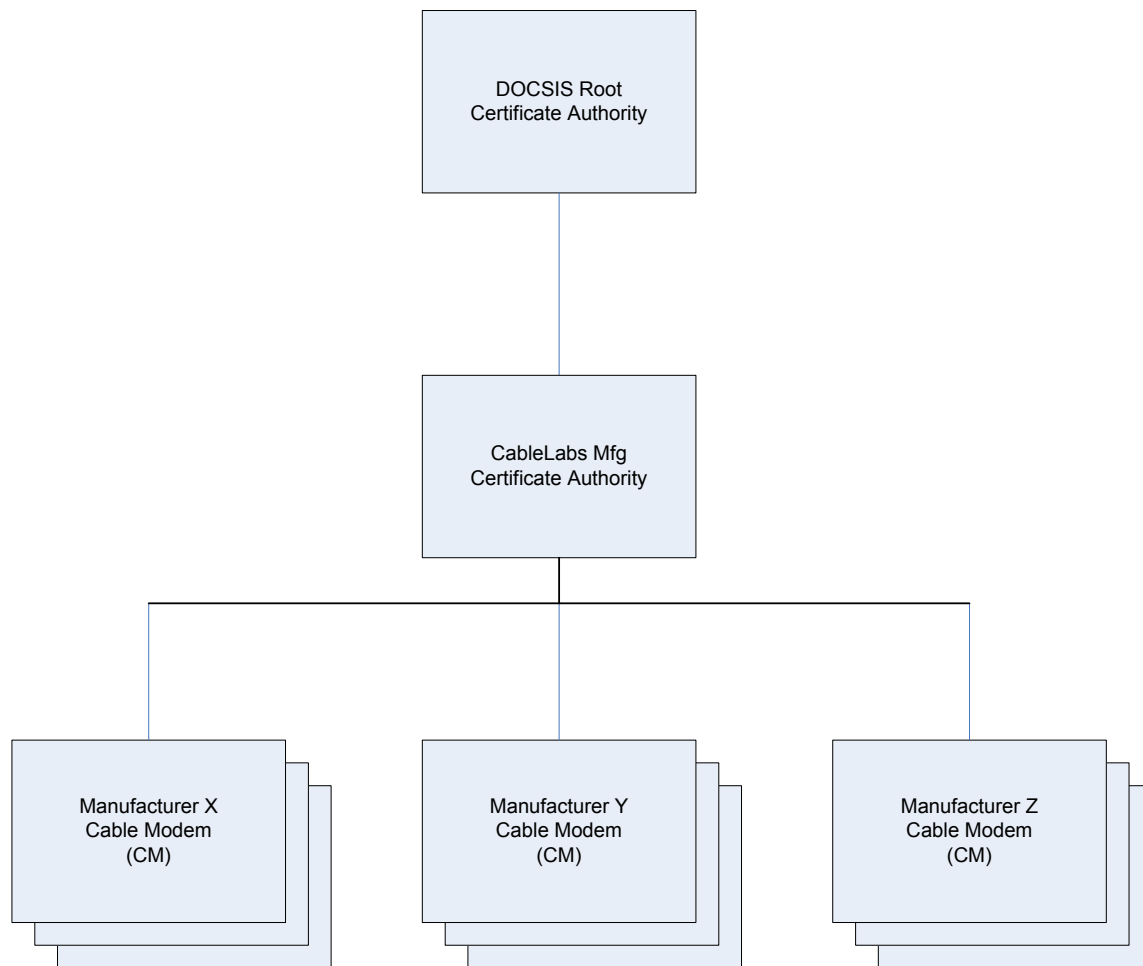 DOCSIS Root
Certificate Authority
CableLabs Mfg
Certificate Authority
Manufacturer X
Cable Modem
(CM)
Manufacturer Y
Cable Modem
(CM)
Manufacturer Z
Cable Modem
(CM)